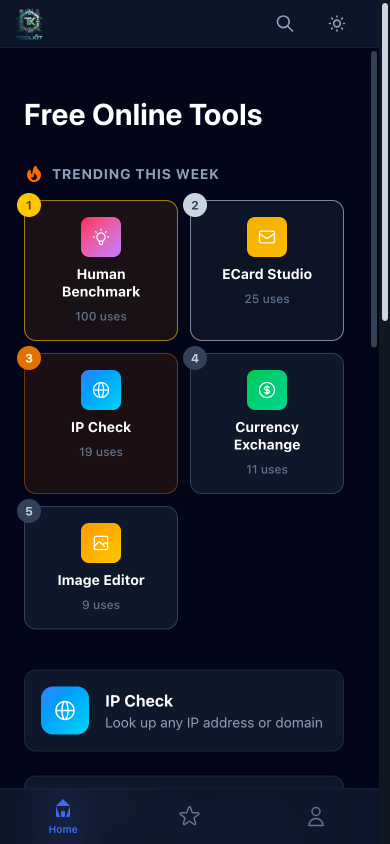 TK
TOOLKIT
Free Online Tools
TRENDING THIS WEEK
1
Human
Benchmark
100 uses
2
ECard Studio
25 uses
3
IP Check
19 uses
4
Currency
Exchange
11 uses
5
Image Editor
9 uses
IP Check
Look up any IP address or domain
Home